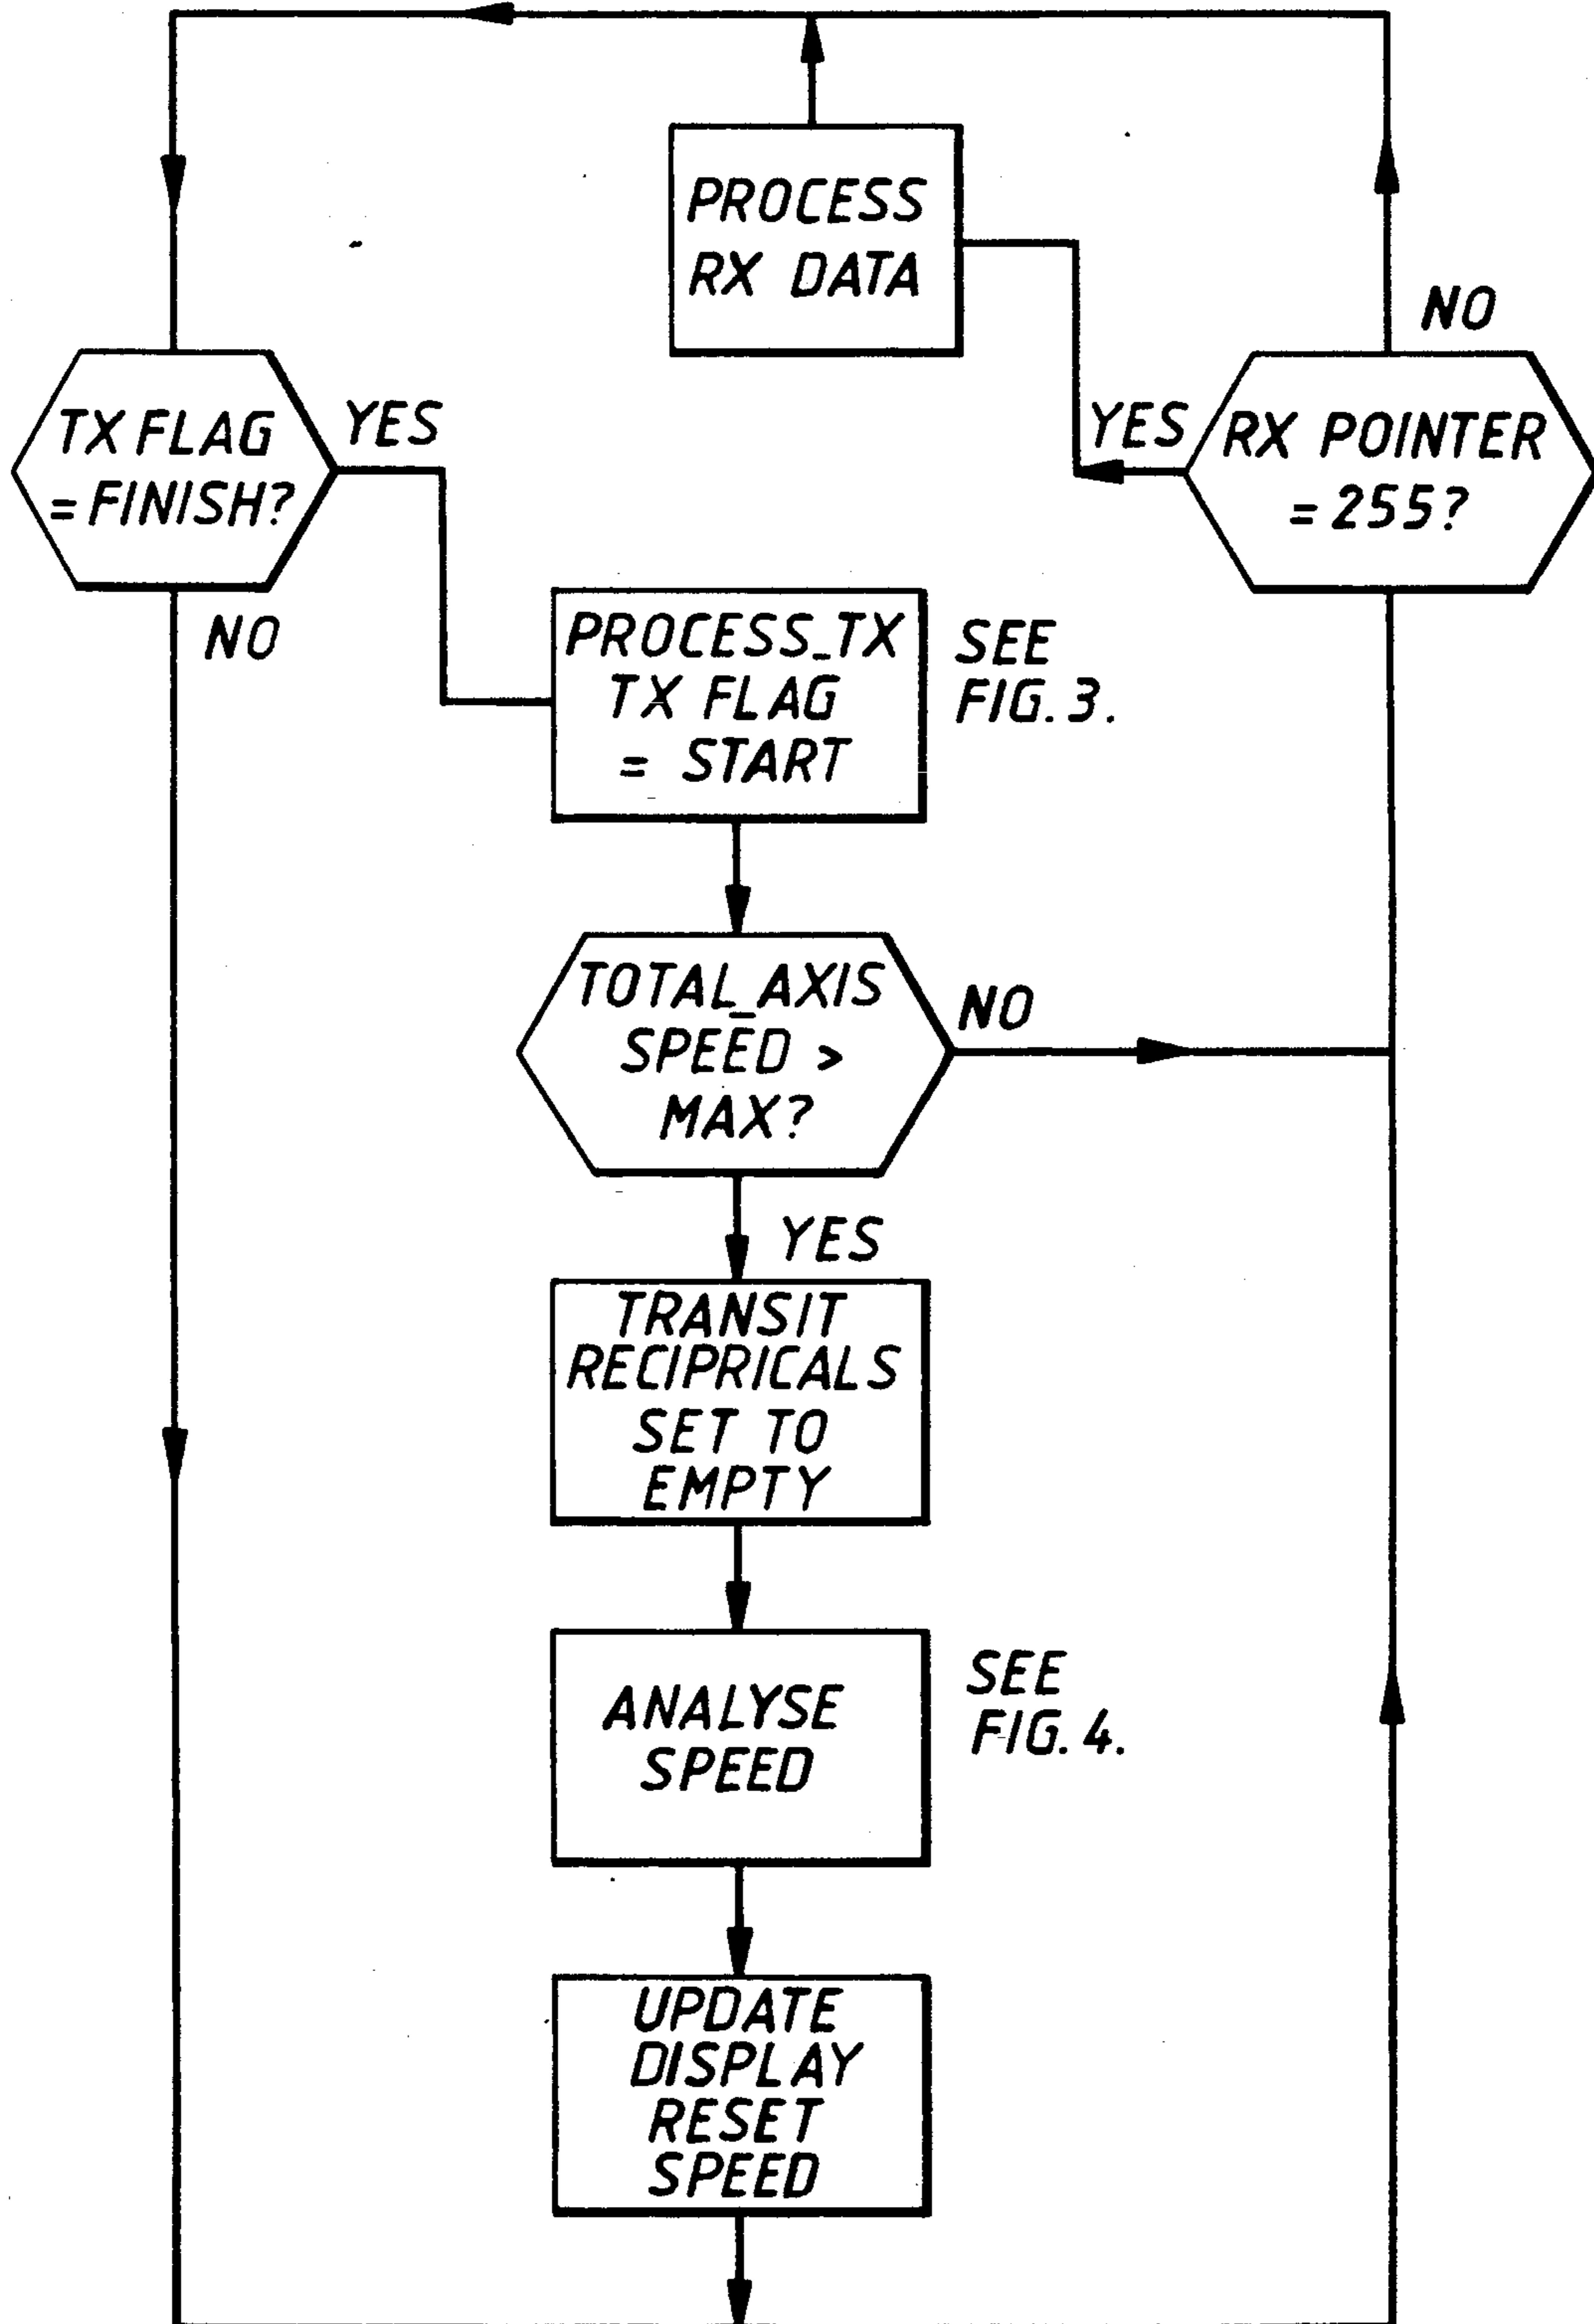 PROCESS
RX DATA
NO
TX FLAG
= FINISH?
YES
YES
RX POINTER
= 255?
NO
PROCESS_TX
TX FLAG
= START
SEE
FIG. 3.
TOTAL_AXIS
SPEED >
MAX?
NO
YES
TRANSIT
RECIPRICALS
SET TO
EMPTY
ANALYSE
SPEED
SEE
FIG. 4.
UPDATE
DISPLAY
RESET
SPEED